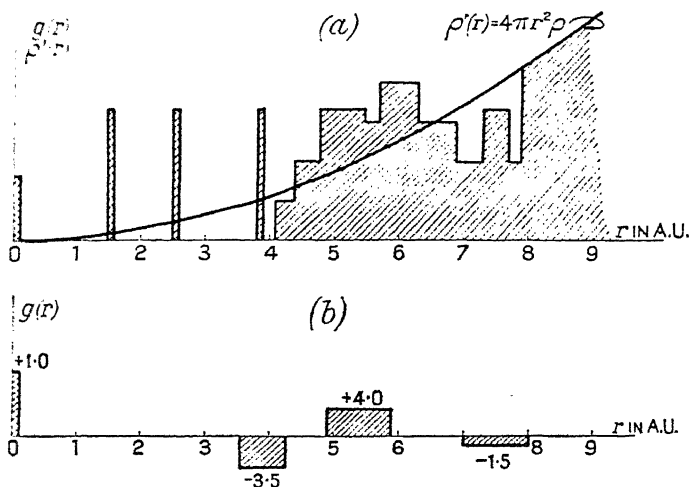 g(r)
ρ'(r)
(a)
ρ'(r)=4πr²ρ
0 1 2 3 4 5 6 7 8 9 r IN A.U.
g(r)
(b)
+1·0
+4·0
0 1 2 3 4 5 6 7 8 9 r IN A.U.
-3·5
-1·5